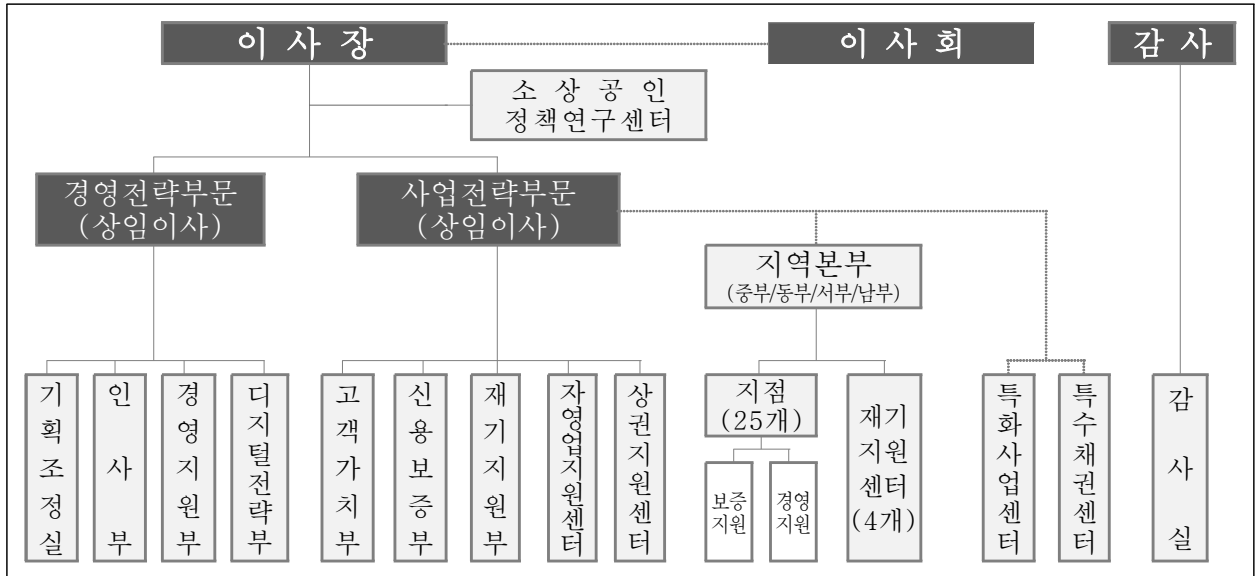 이 사 장
이 사 회
감 사
소 상 공 인
정책연구센터
경영전략부문
(상임이사)
사업전략부문
(상임이사)
지역본부
(중부/동부/서부/남부)
기획조정실
인사부
경영지원부
디지털전략부
고객가치부
신용보증부
재기지원부
자영업지원센터
상권지원센터
지점
(25개)
보증
지원
경영
지원
재기
지원
센터
(4개)
특화사업센터
특수채권센터
감사실